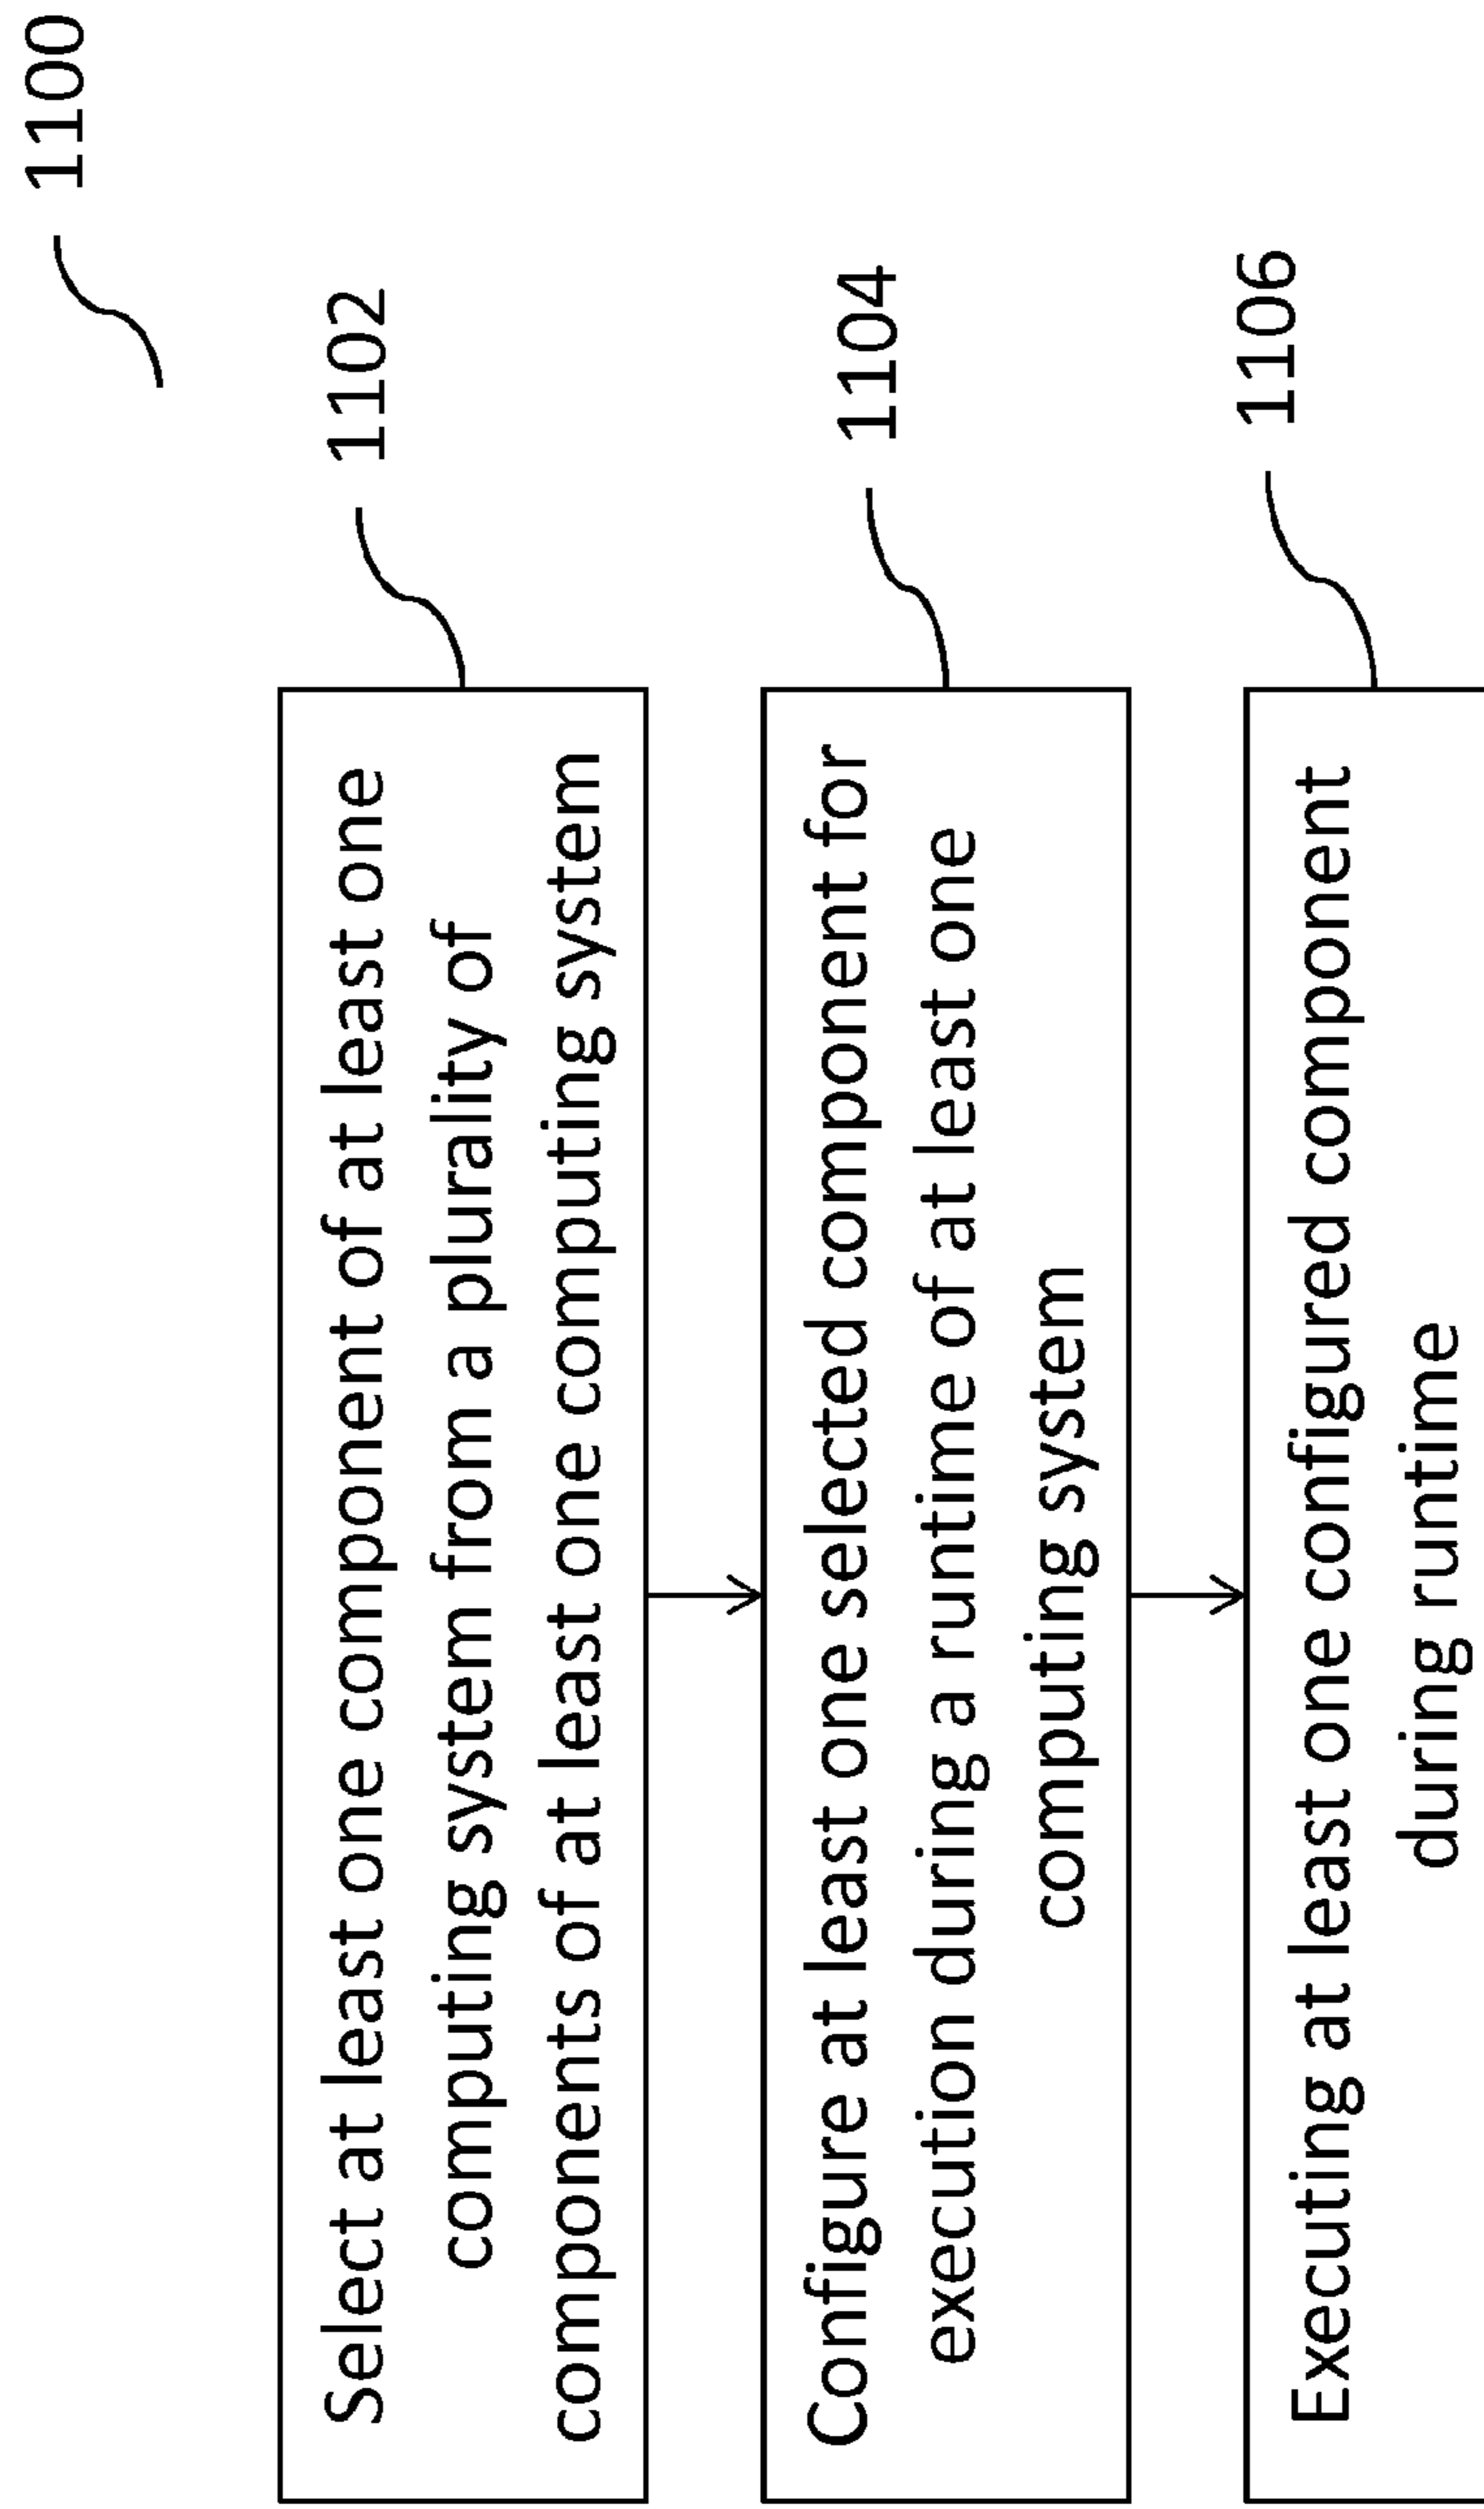 1100
1102
Select at least one component of at least one
computing system from a plurality of
components of at least one computing system
1104
Configure at least one selected component for
execution during a runtime of at least one
computing system
1106
Executing at least one configured component
during runtime